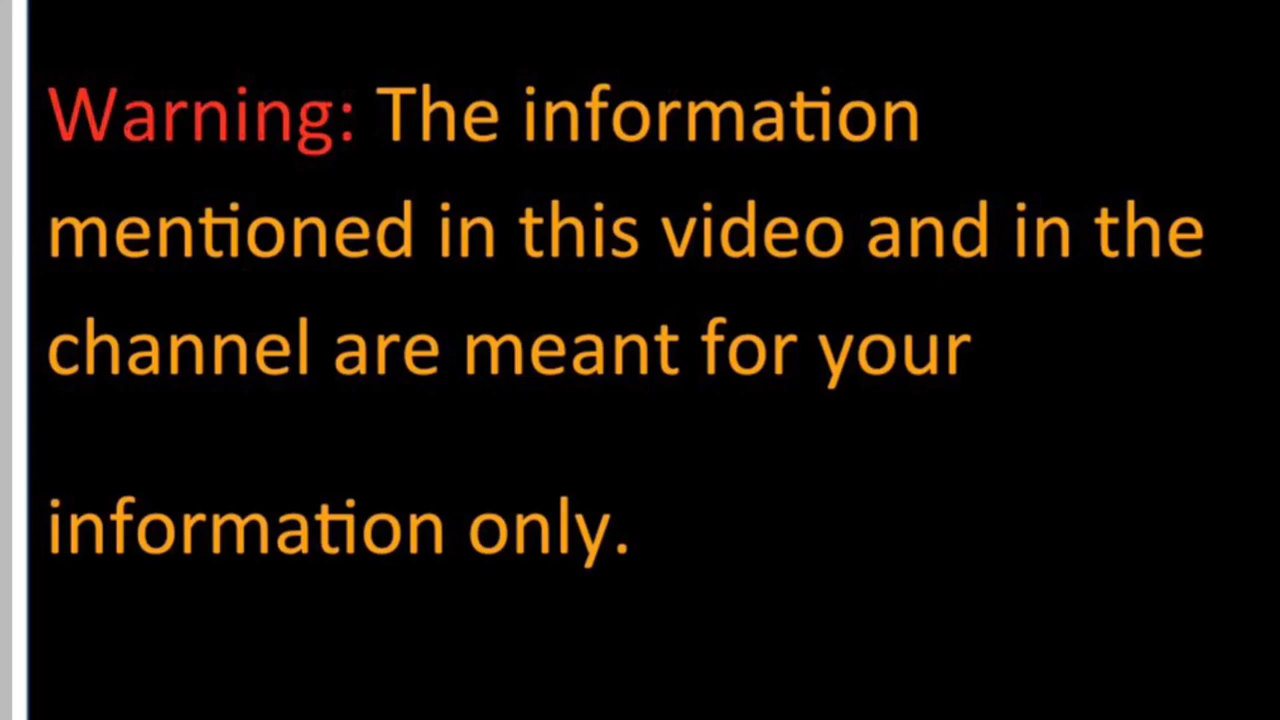 Warning: The information
mentioned in this video and in the
channel are meant for your
information only.